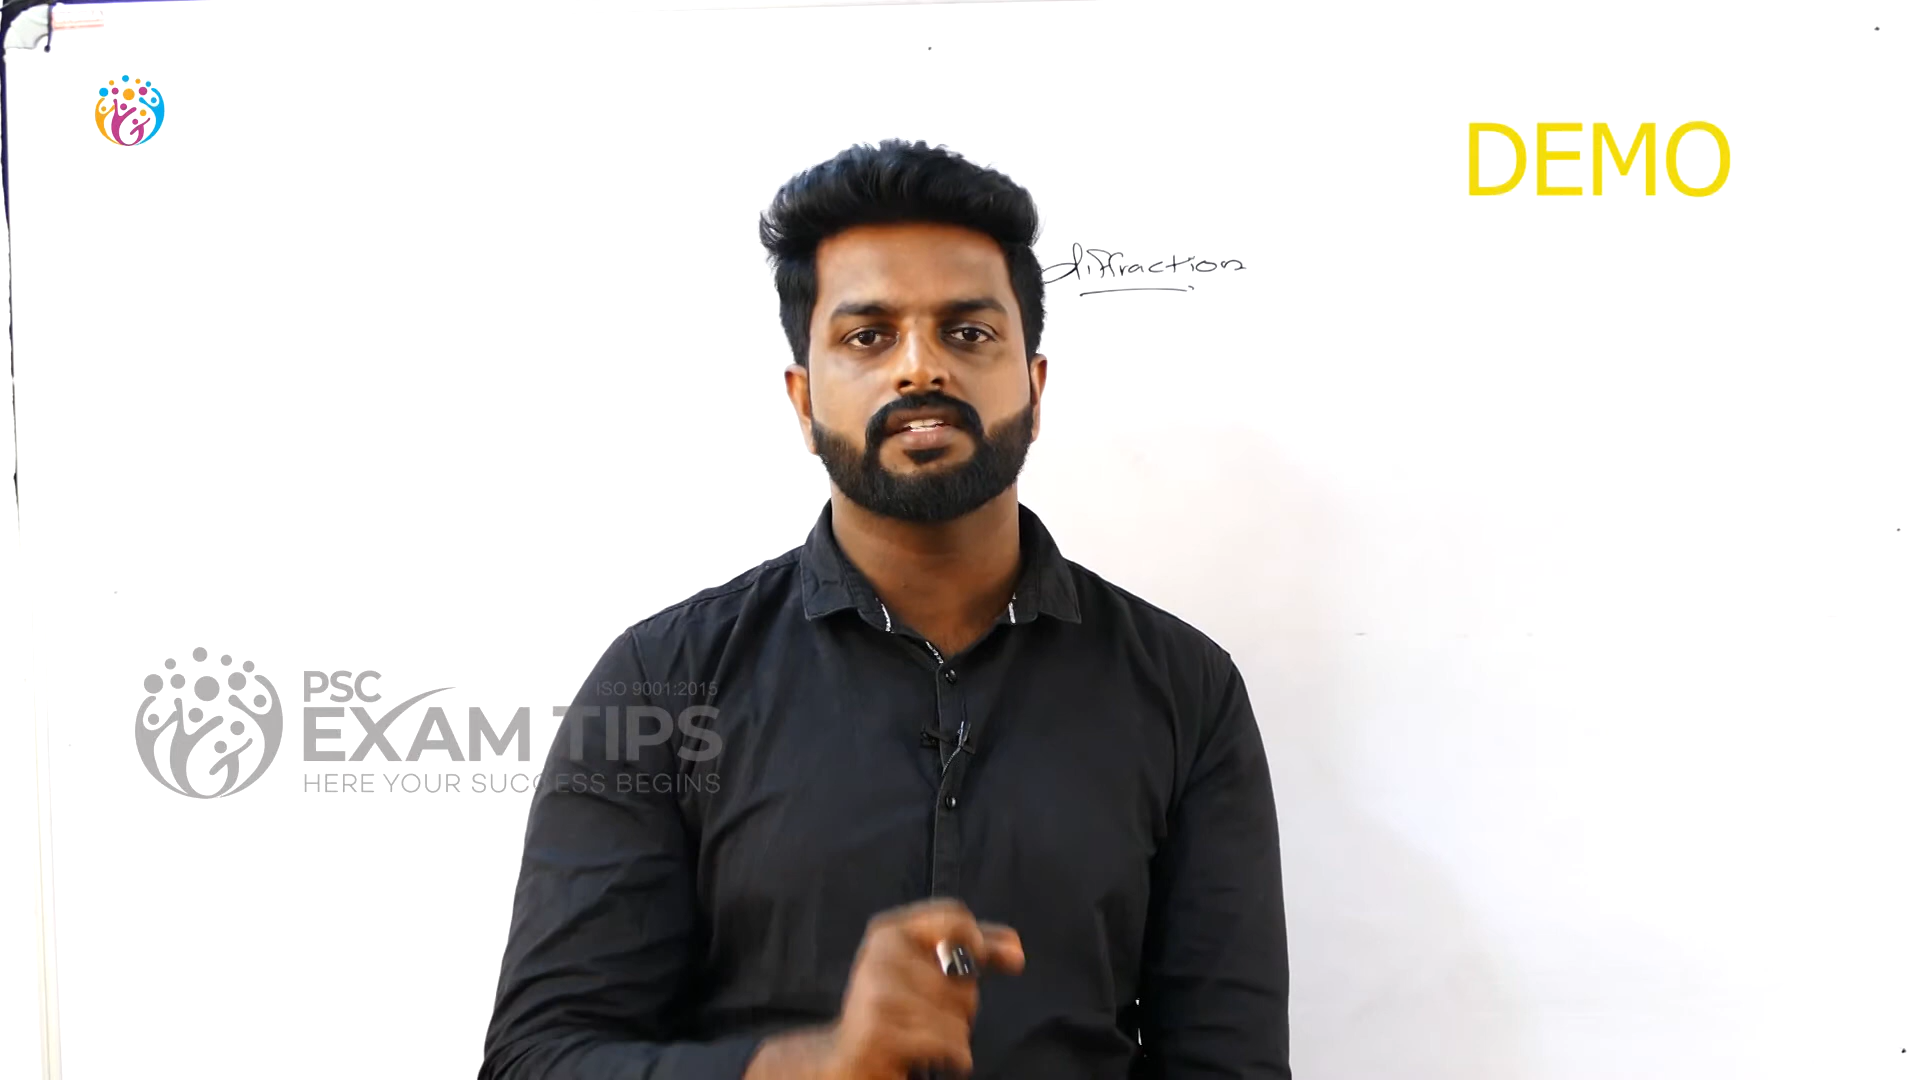 DEMO
diffraction
PSC
ISO 9001:2015
EXAM TIPS
HERE YOUR SUCCESS BEGINS